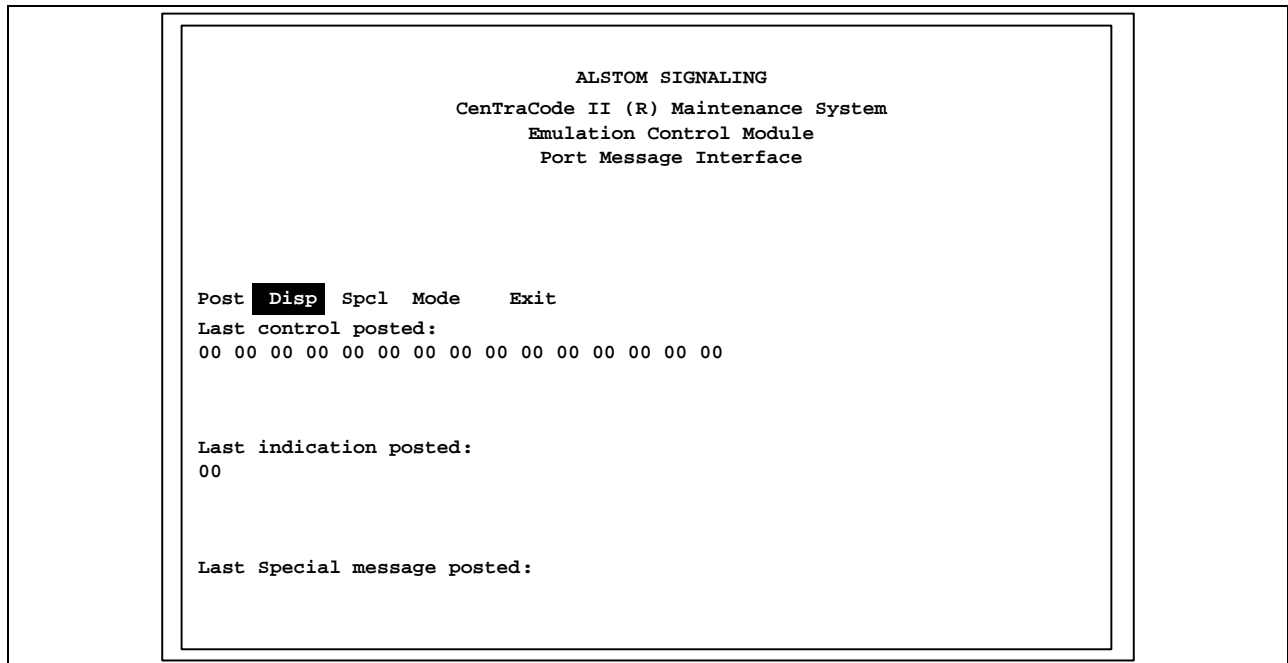 ALSTOM SIGNALING
CenTraCode II (R) Maintenance System
Emulation Control Module
Port Message Interface
Post Disp Spcl Mode Exit
Last control posted:
00 00 00 00 00 00 00 00 00 00 00 00 00 00 00
Last indication posted:
00
Last Special message posted: